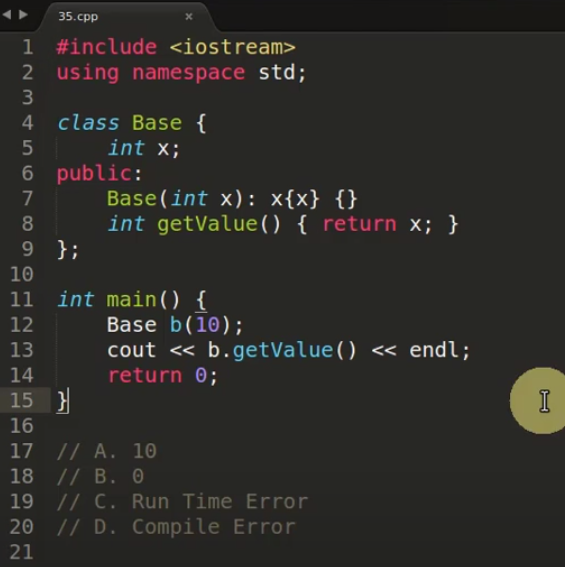 35.cpp
1 #include <iostream>
2 using namespace std;
3
4 class Base {
5     int x;
6 public:
7     Base(int x): x{x} {}
8     int getValue() { return x; }
9 };
10
11 int main() {
12     Base b(10);
13     cout << b.getValue() << endl;
14     return 0;
15 }
16
17 // A. 10
18 // B. 0
19 // C. Run Time Error
20 // D. Compile Error
21